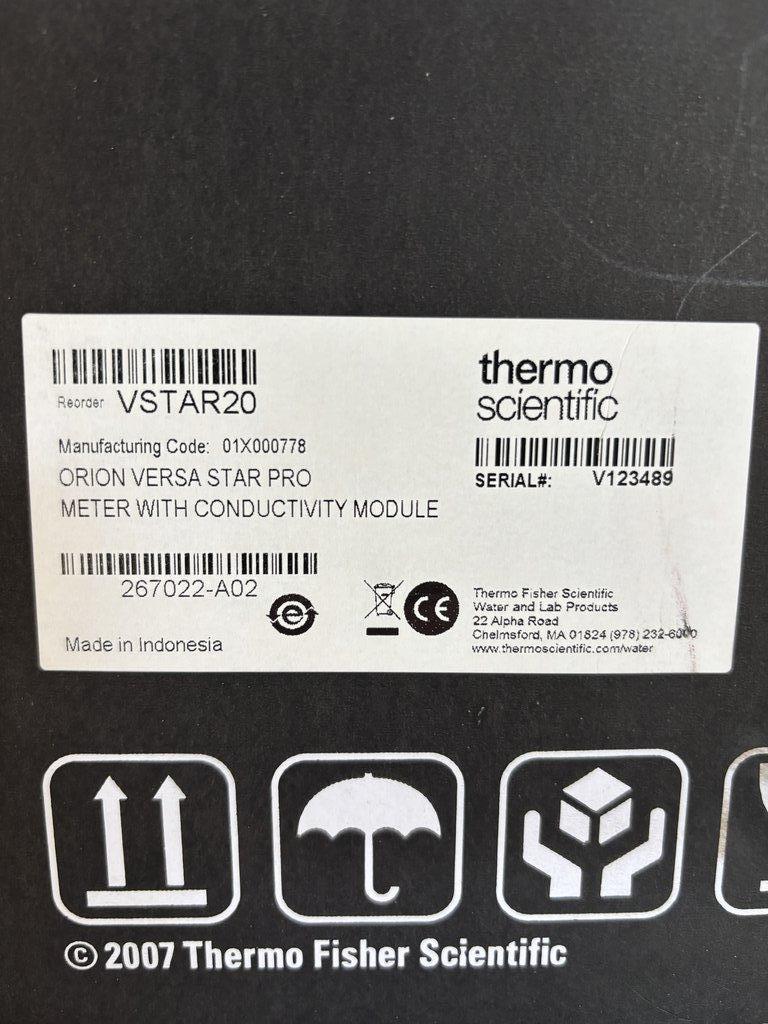 Reorder VSTAR20
Manufacturing Code: 01X000778
ORION VERSA STAR PRO
METER WITH CONDUCTIVITY MODULE
267022-A02
Made in Indonesia
thermo
scientific
SERIAL#: V123489
CE
Thermo Fisher Scientific
Water and Lab Products
22 Alpha Road
Chelmsford, MA 01824 (978) 232-6000
www.thermoscientific.com/water
© 2007 Thermo Fisher Scientific